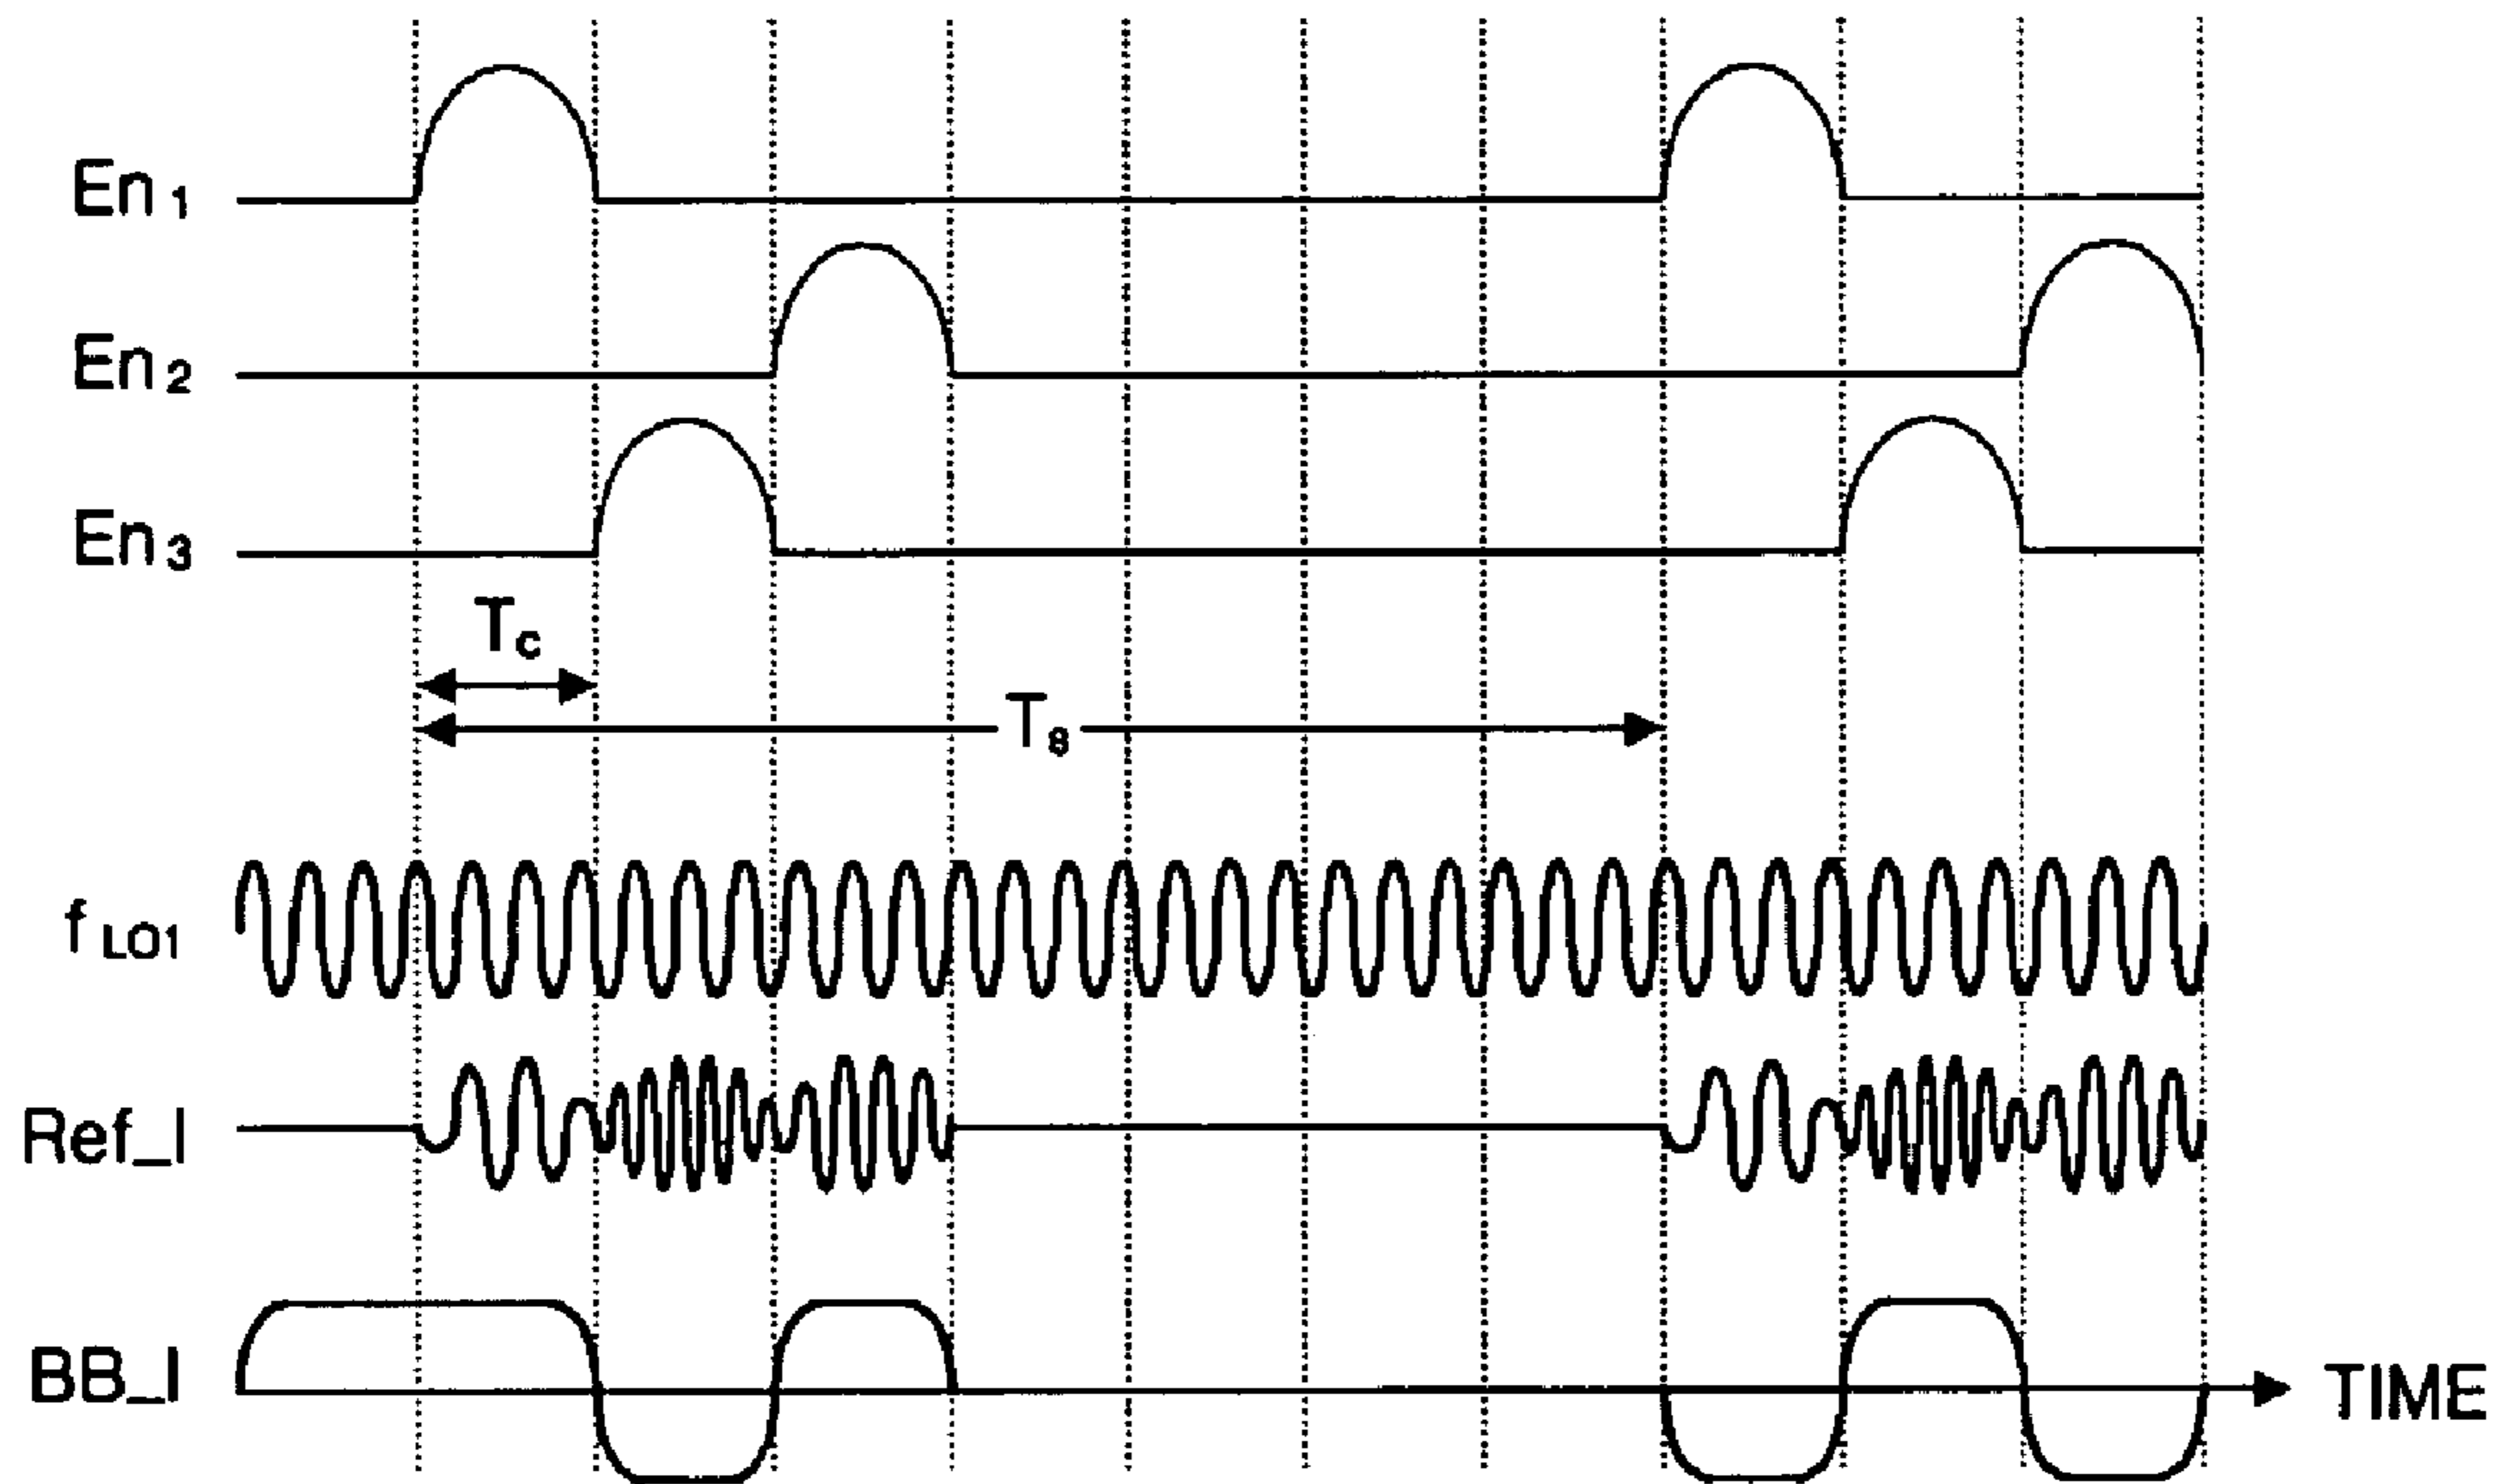 En1
En2
En3
Tc
Ts
fLO1
Ref_I
BB_I
TIME